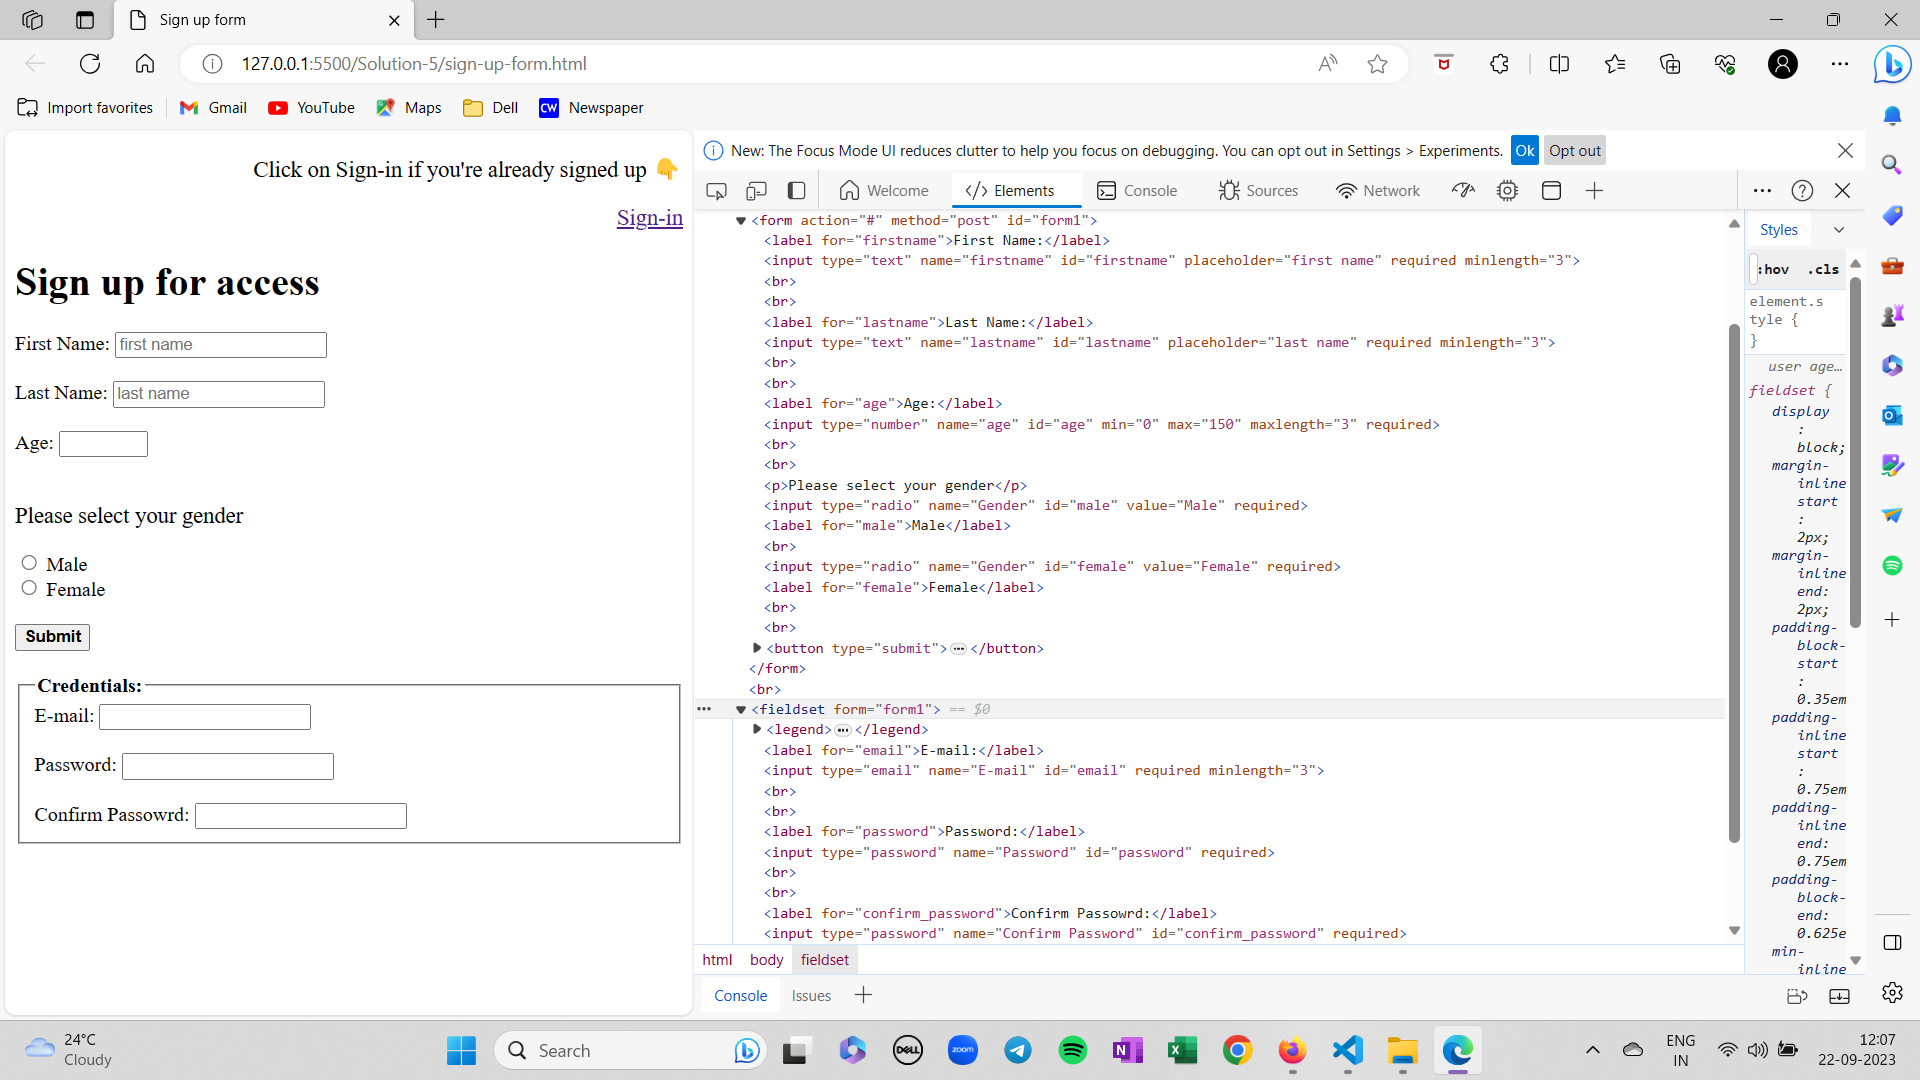 Sign up form
127.0.0.1:5500/Solution-5/sign-up-form.html
Import favorites
Gmail
YouTube
Maps
Dell
CW
Newspaper
Click on Sign-in if you're already signed up 👇
Sign-in
Sign up for access
First Name: first name
Last Name: last name
Age:
Please select your gender
Male
Female
Submit
Credentials:
E-mail:
Password:
Confirm Passowrd:
New: The Focus Mode UI reduces clutter to help you focus on debugging. You can opt out in Settings > Experiments. Ok Opt out
Welcome
</> Elements
Console
Sources
Network
<form action="#" method="post" id="form1">
<label for="firstname">First Name:</label>
<input type="text" name="firstname" id="firstname" placeholder="first name" required minlength="3">
<br>
<br>
<label for="lastname">Last Name:</label>
<input type="text" name="lastname" id="lastname" placeholder="last name" required minlength="3">
<br>
<br>
<label for="age">Age:</label>
<input type="number" name="age" id="age" min="0" max="150" maxlength="3" required>
<br>
<br>
<p>Please select your gender</p>
<input type="radio" name="Gender" id="male" value="Male" required>
<label for="male">Male</label>
<br>
<input type="radio" name="Gender" id="female" value="Female" required>
<label for="female">Female</label>
<br>
<br>
<button type="submit">…</button>
</form>
<br>
<fieldset form="form1"> == $0
<legend>…</legend>
<label for="email">E-mail:</label>
<input type="email" name="E-mail" id="email" required minlength="3">
<br>
<br>
<label for="password">Password:</label>
<input type="password" name="Password" id="password" required>
<br>
<br>
<label for="confirm_password">Confirm Passowrd:</label>
<input type="password" name="Confirm Password" id="confirm_password" required>
html body fieldset
Console
Issues
Styles
:hov .cls
element.s
tyle {
}
user age…
fieldset {
display
:
block;
margin-
inline
start
:
2px;
margin-
inline
end:
2px;
padding-
block-
start
:
0.35em
padding-
inline
start
:
0.75em
padding-
inline
end:
0.75em
padding-
block-
end:
0.625e
min-
inline
24°C
Cloudy
Search
DELL
zoom
ENG
IN
12:07
22-09-2023